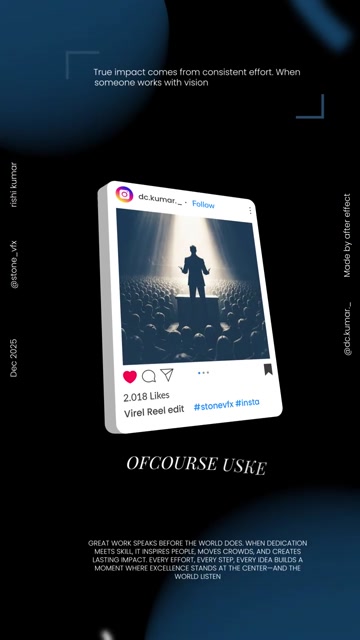 True impact comes from consistent effort. When
someone works with vision
rishi kumar
@stone_vfx
Dec 2025
Made by after effect
@dc.kumar._
dc.kumar._ • Follow
2.018 Likes
Virel Reel edit #stonevfx #insta
OFCOURSE USKE
GREAT WORK SPEAKS BEFORE THE WORLD DOES. WHEN DEDICATION
MEETS SKILL, IT INSPIRES PEOPLE, MOVES CROWDS, AND CREATES
LASTING IMPACT. EVERY EFFORT, EVERY STEP, EVERY IDEA BUILDS A
MOMENT WHERE EXCELLENCE STANDS AT THE CENTER—AND THE
WORLD LISTEN